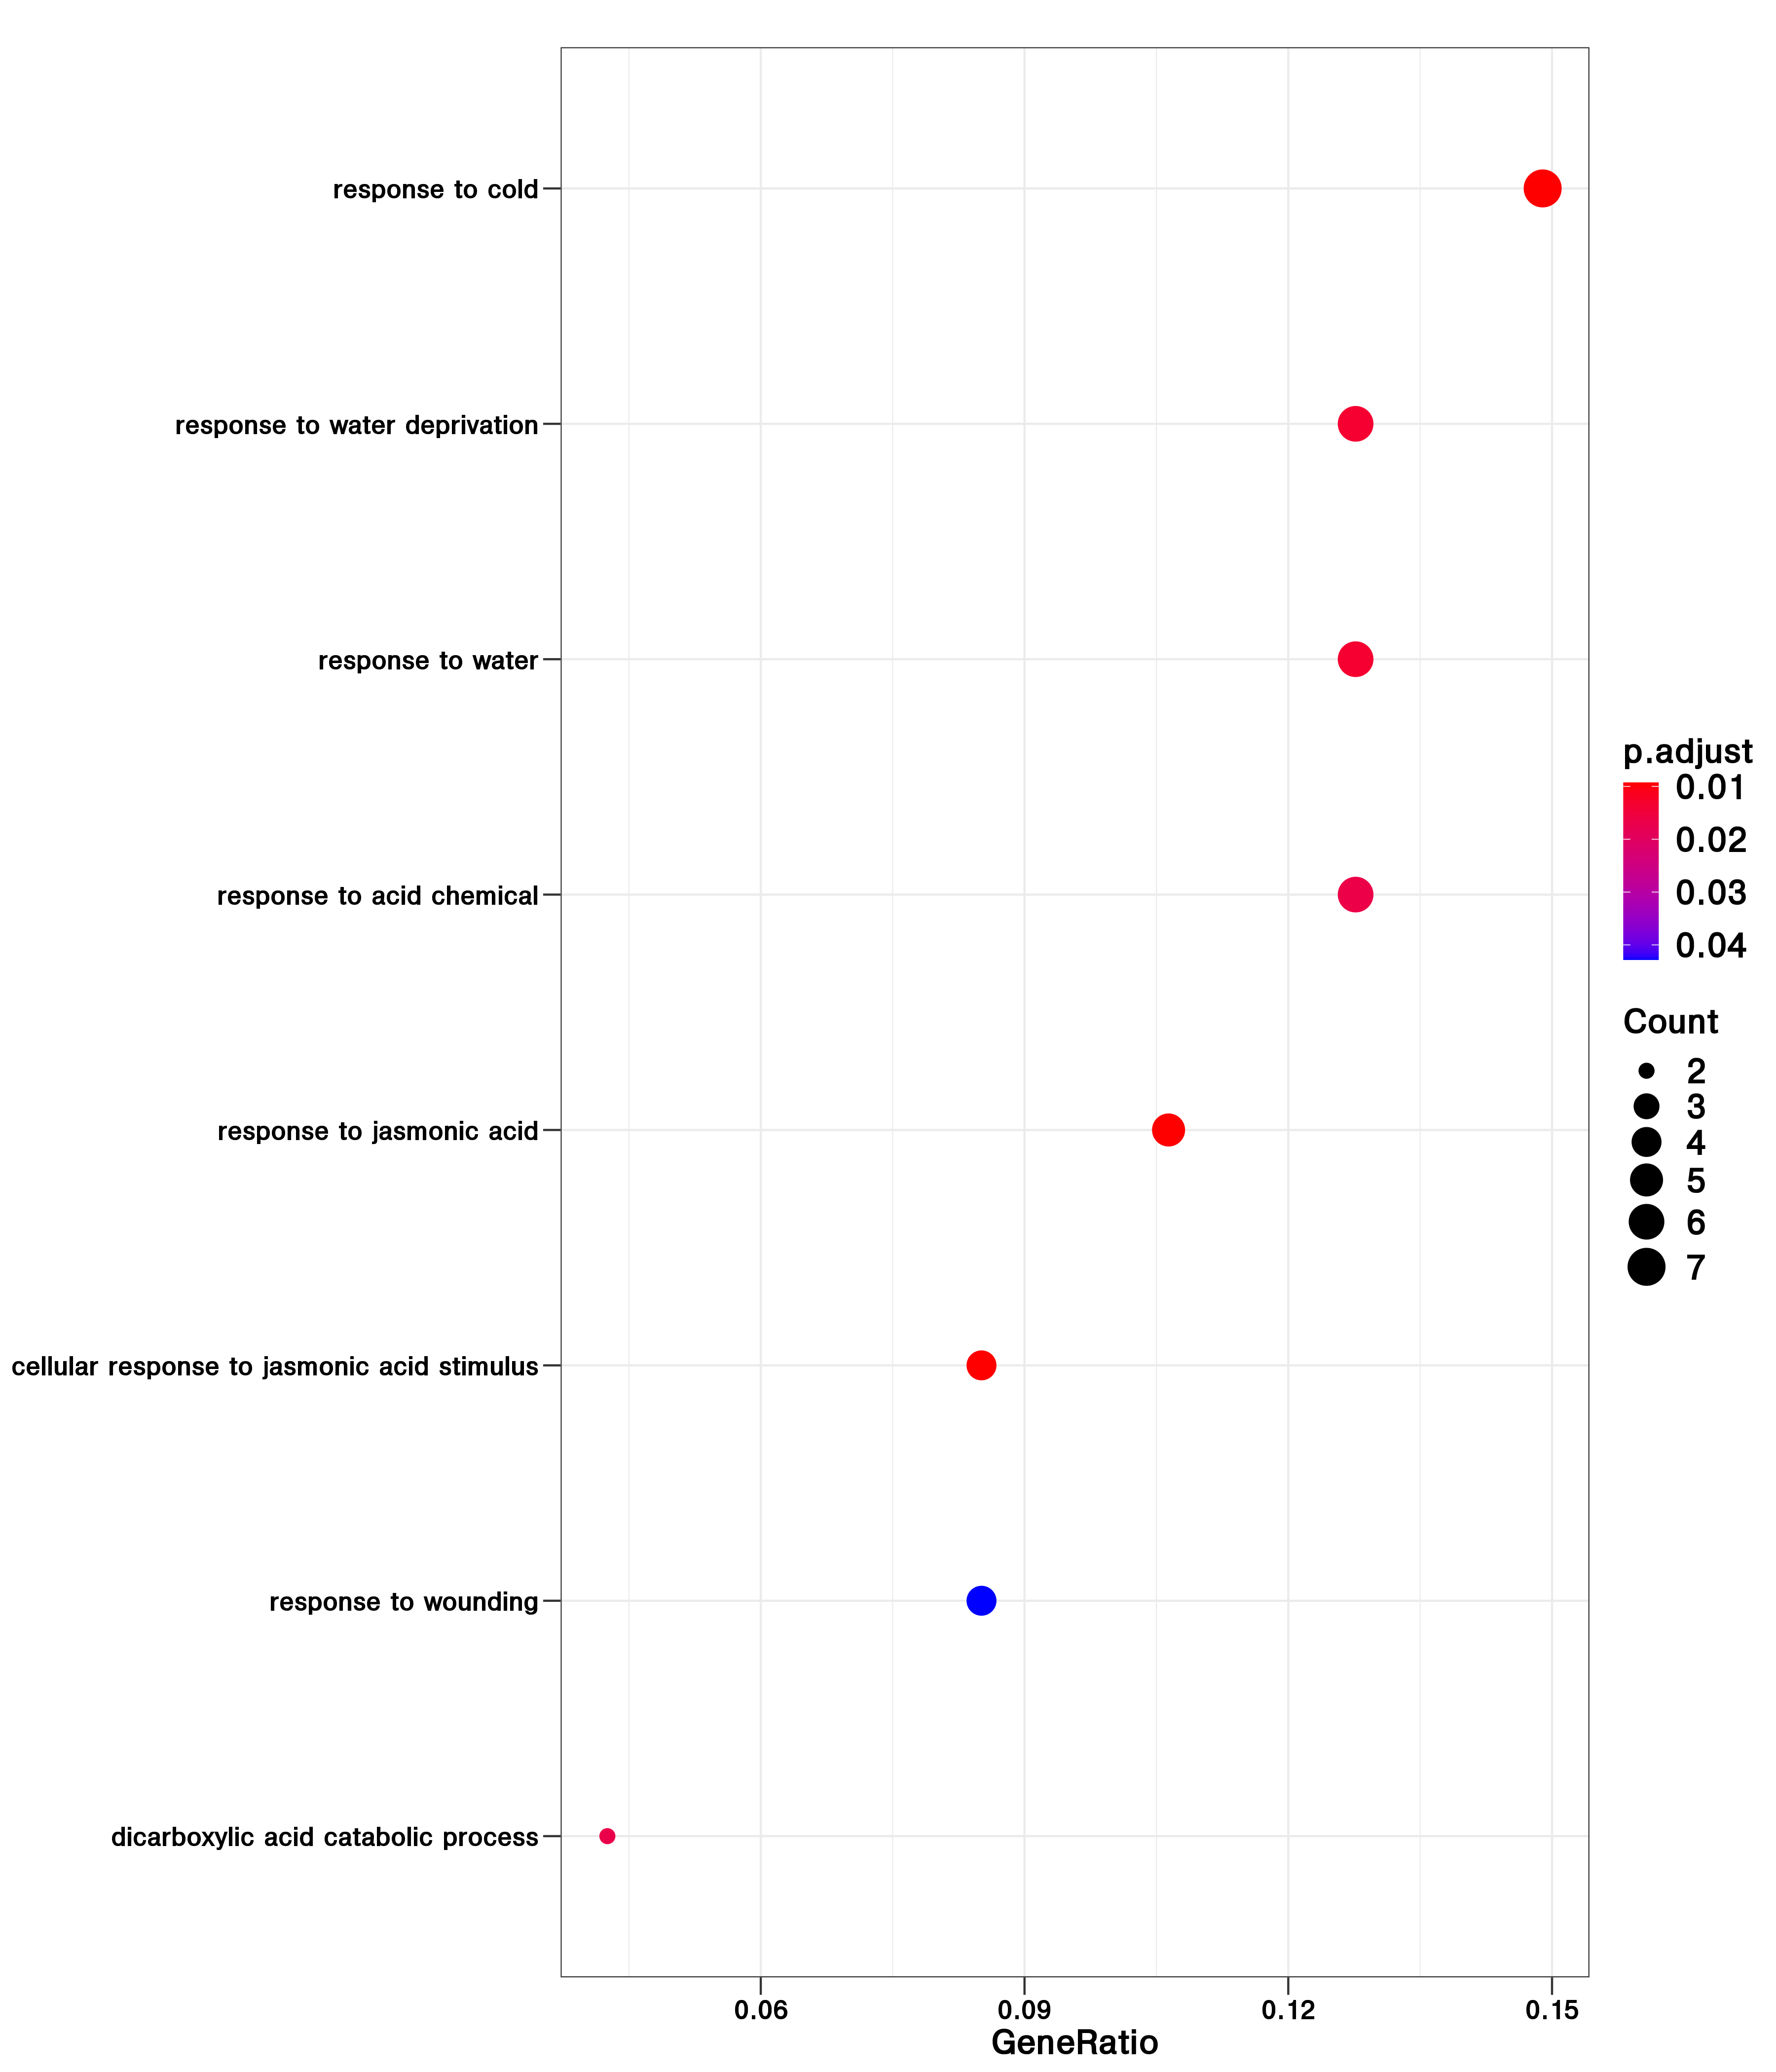 response to cold
response to water deprivation
response to water
response to acid chemical
response to jasmonic acid
cellular response to jasmonic acid stimulus
response to wounding
dicarboxylic acid catabolic process
0.06 0.09 0.12 0.15
GeneRatio
p.adjust
0.01
0.02
0.03
0.04
Count
2
3
4
5
6
7